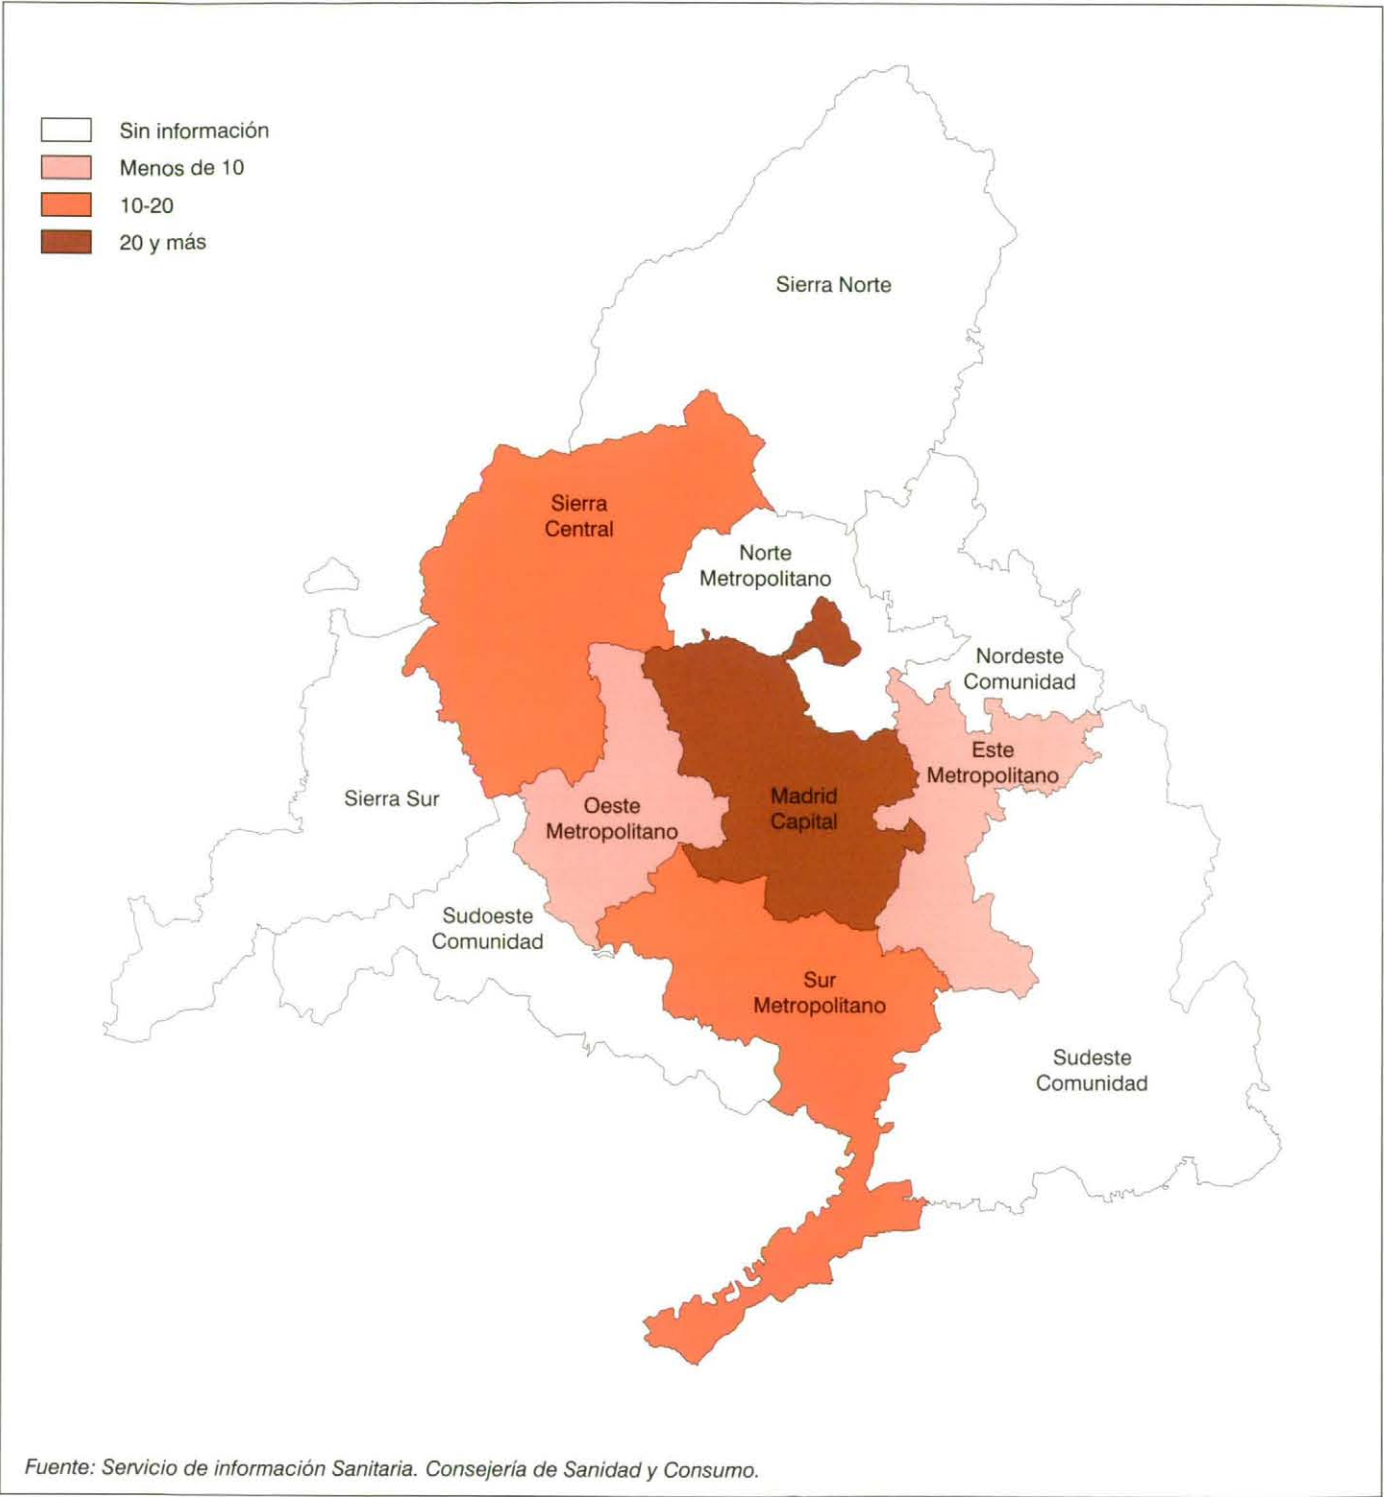 Sin información
Menos de 10
10-20
20 y más
Sierra Norte
Sierra
Central
Norte
Metropolitano
Nordeste
Comunidad
Este
Metropolitano
Sierra Sur
Oeste
Metropolitano
Madrid
Capital
Sudoeste
Comunidad
Sur
Metropolitano
Sudeste
Comunidad
Fuente: Servicio de información Sanitaria. Consejería de Sanidad y Consumo.